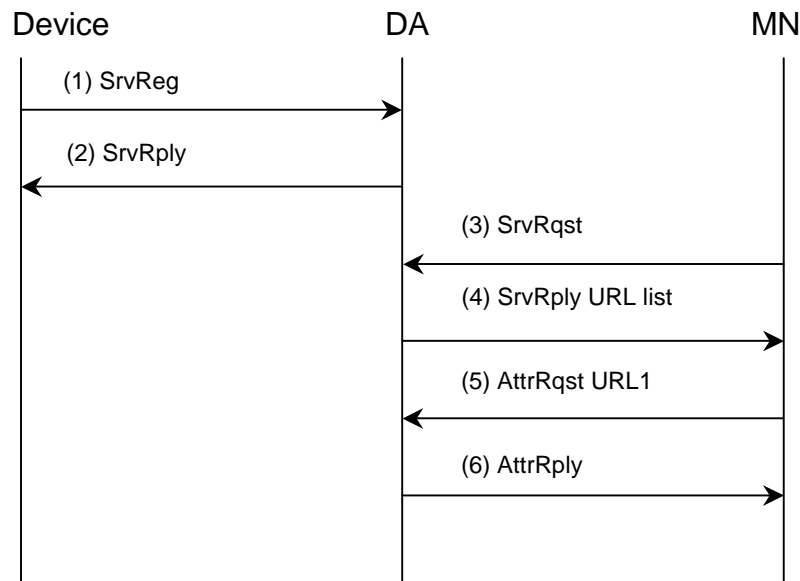 Device
DA
MN
(1) SrvReg
(2) SrvRply
(3) SrvRqst
(4) SrvRply URL list
(5) AttrRqst URL1
(6) AttrRply